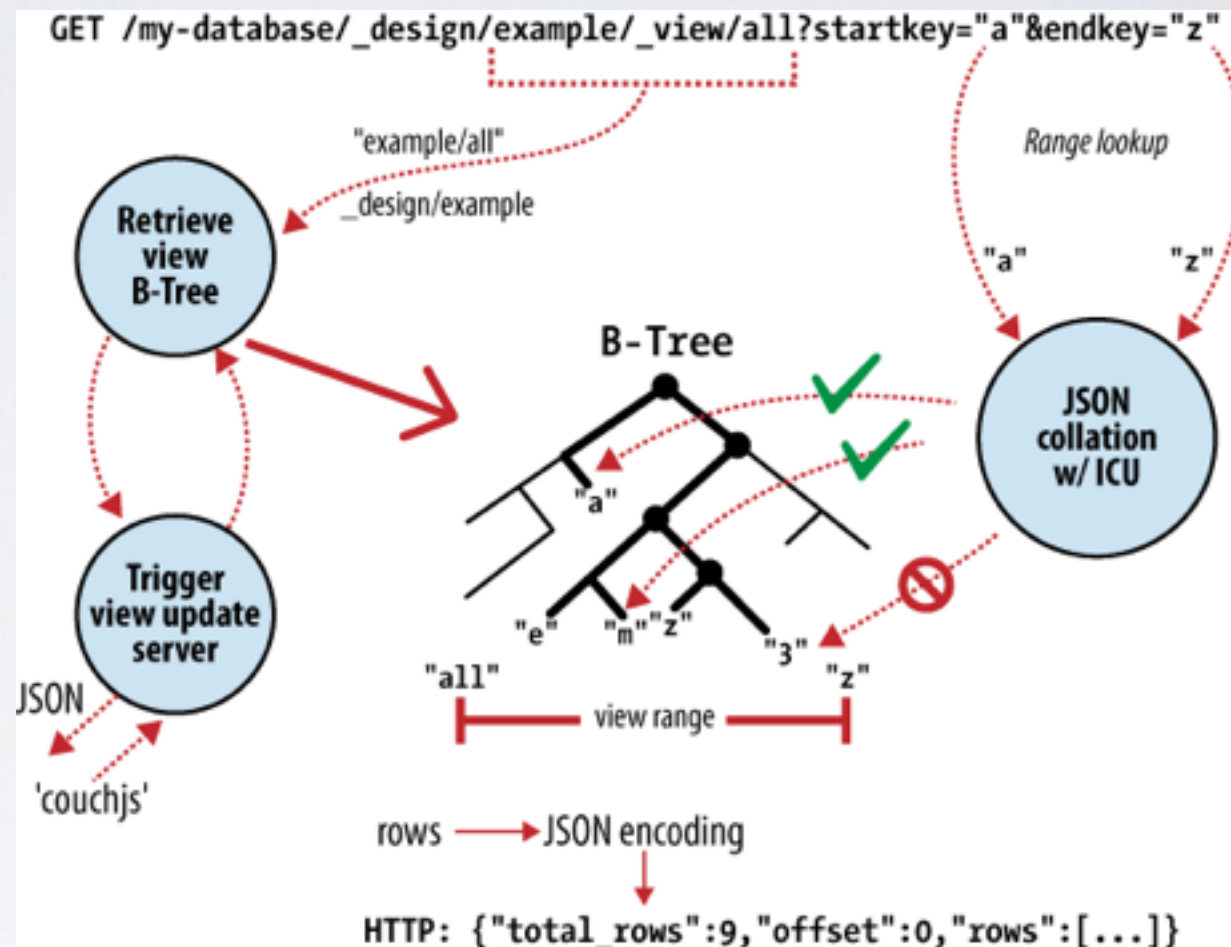 GET /my-database/_design/example/_view/all?startkey="a"&endkey="z"
"example/all"
_design/example
Range lookup
"a"
"z"
Retrieve
view
B-Tree
B-Tree
JSON
collation
w/ ICU
"a"
"e"
"m"
"z"
"3"
"all"
"z"
view range
Trigger
view update
server
JSON
'couchjs'
rows
JSON encoding
HTTP: {"total_rows":9,"offset":0,"rows":[...]}